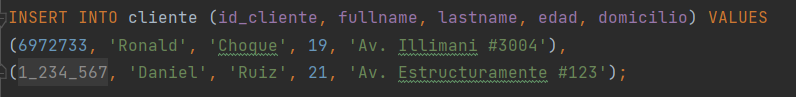 INSERT INTO cliente (id_cliente, fullname, lastname, edad, domicilio) VALUES
(6972733, 'Ronald', 'Choque', 19, 'Av. Illimani #3004'),
(1_234_567, 'Daniel', 'Ruiz', 21, 'Av. Estructuramente #123');